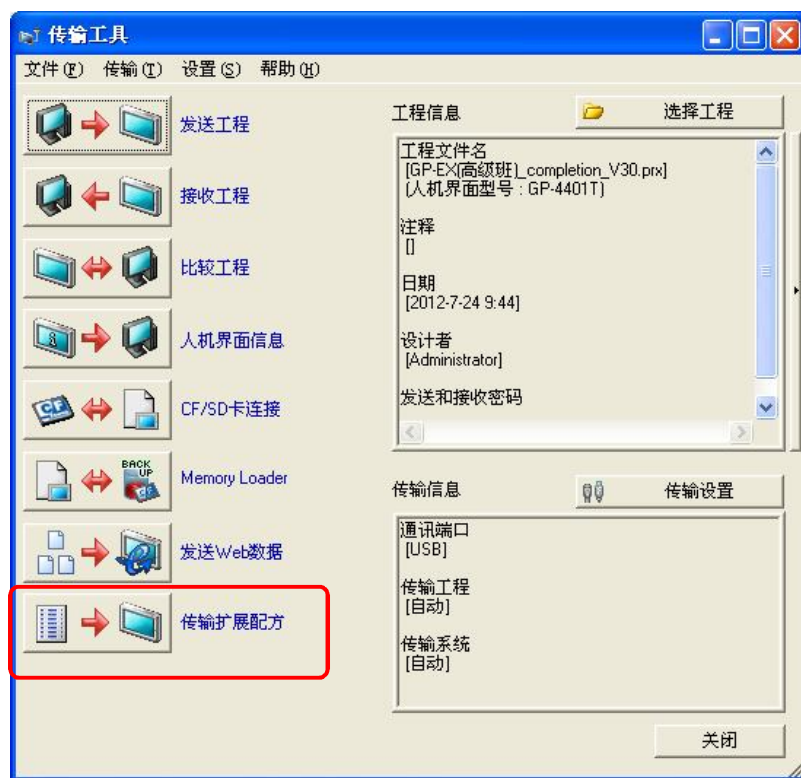 传输工具
文件(F) 传输(T) 设置(S) 帮助(H)
发送工程
接收工程
比较工程
人机界面信息
CF/SD卡连接
BACK UP
Memory Loader
发送Web数据
传输扩展配方
工程信息
选择工程
工程文件名
[GP-EX(高级班)_completion_V30.prx]
(人机界面型号 : GP-4401T)
注释
[]
日期
[2012-7-24 9:44]
设计者
[Administrator]
发送和接收密码
传输信息
传输设置
通讯端口
[USB]
传输工程
[自动]
传输系统
[自动]
关闭